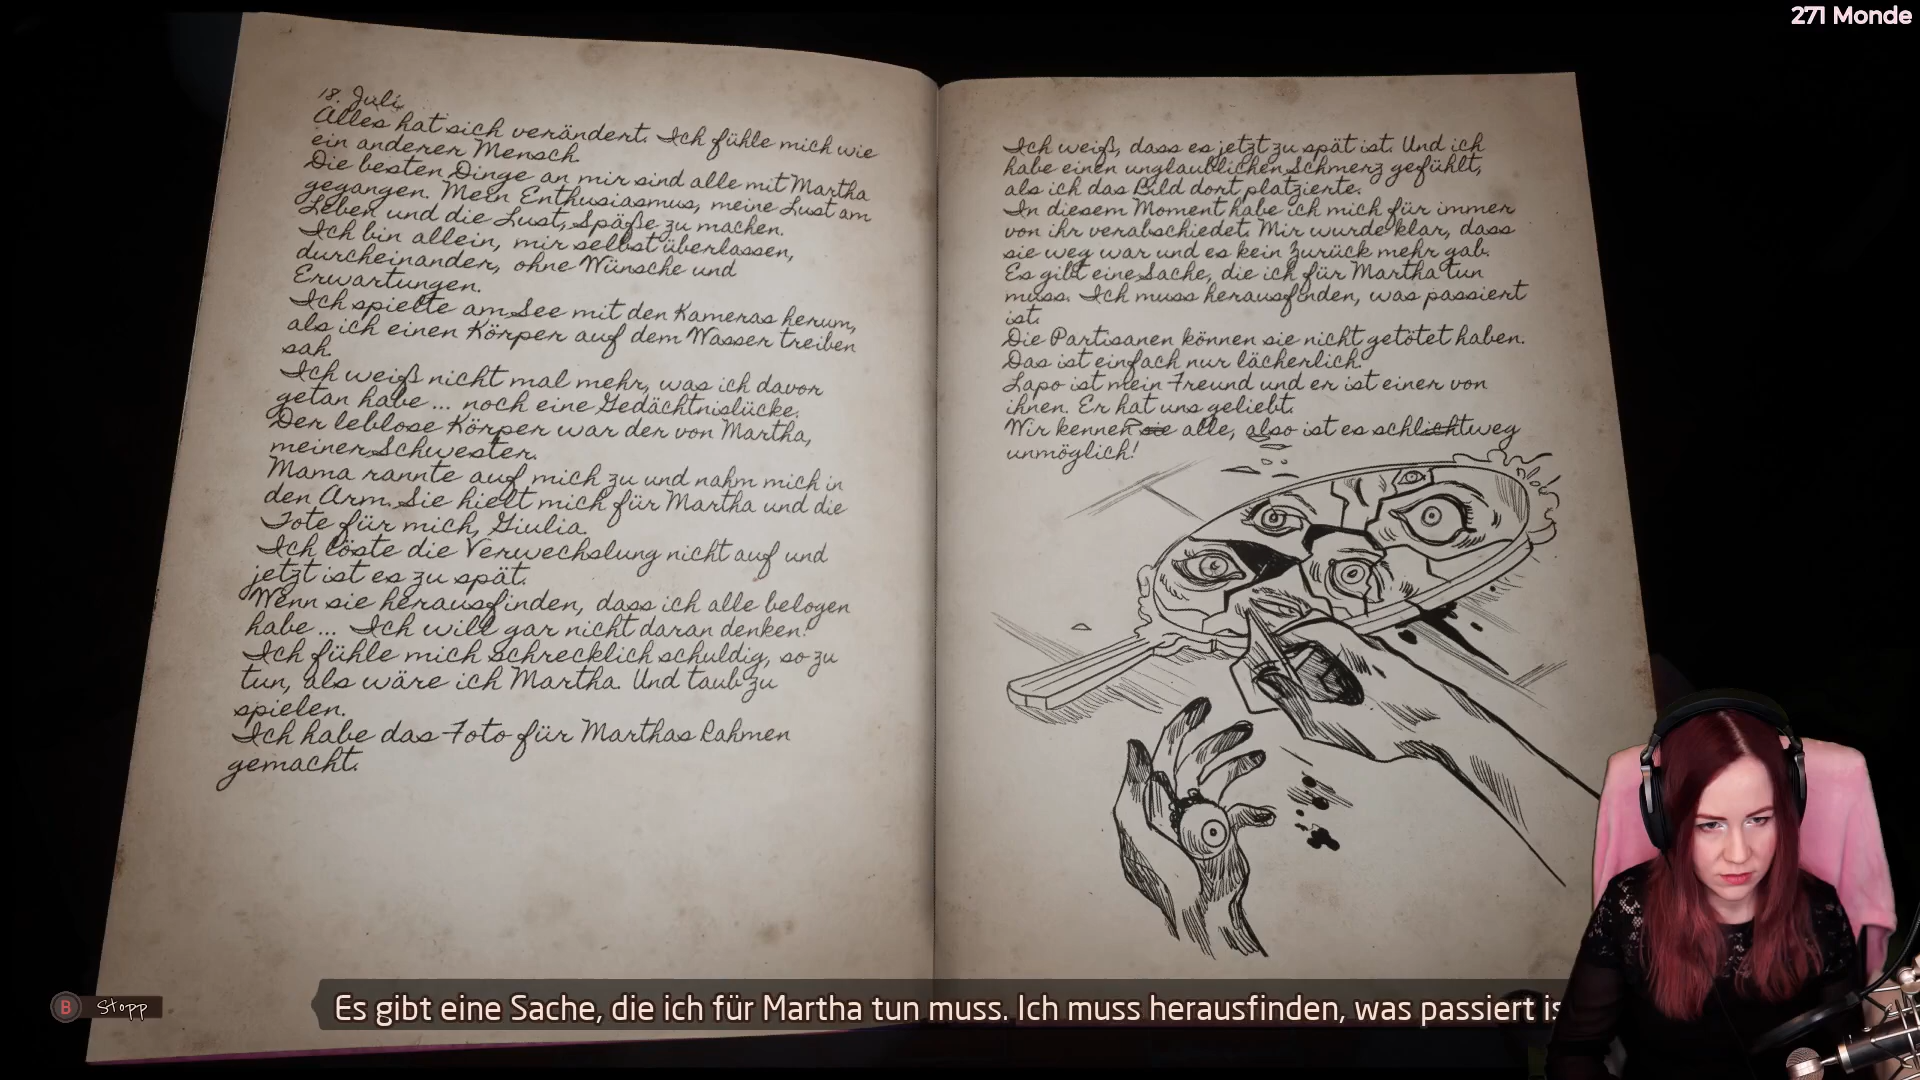 271 Monde
18. Juli
Alles hat sich verändert. Ich fühle mich wie
ein anderer Mensch.
Die besten Dinge an mir sind alle mit Martha
gegangen. Mein Enthusiasmus, meine Lust am
Leben und die Lust, Späße zu machen.
Ich bin allein, mir selbst überlassen,
durcheinander, ohne Wünsche und
Erwartungen.
Ich spielte am See mit den Kameras herum,
als ich einen Körper auf dem Wasser treiben
sah.
Ich weiß nicht mal mehr, was ich davor
getan habe ... noch eine Gedächtnislücke.
Der leblose Körper war der von Martha,
meiner Schwester.
Mama rannte auf mich zu und nahm mich in
den Arm. Sie hielt mich für Martha und die
Tote für mich, Giulia.
Ich löste die Verwechslung nicht auf und
jetzt ist es zu spät.
Wenn sie herausfinden, dass ich alle belogen
habe ... Ich will gar nicht daran denken!
Ich fühle mich schrecklich schuldig, so zu
tun, als wäre ich Martha. Und taub zu
spielen.
Ich habe das Foto für Marthas Rahmen
gemacht.
Ich weiß, dass es jetzt zu spät ist. Und ich
habe einen unglaublichen Schmerz gefühlt,
als ich das Bild dort platzierte.
In diesem Moment habe ich mich für immer
von ihr verabschiedet. Mir wurde klar, dass
sie weg war und es kein Zurück mehr gab.
Es gibt eine Sache, die ich für Martha tun
muss. Ich muss herausfinden, was passiert
ist.
Die Partisanen können sie nicht getötet haben.
Das ist einfach nur lächerlich.
Lapo ist mein Freund und er ist einer von
ihnen. Er hat uns geliebt.
Wir kennen sie alle, also ist es schlichtweg
unmöglich!
B Stopp
Es gibt eine Sache, die ich für Martha tun muss. Ich muss herausfinden, was passiert is